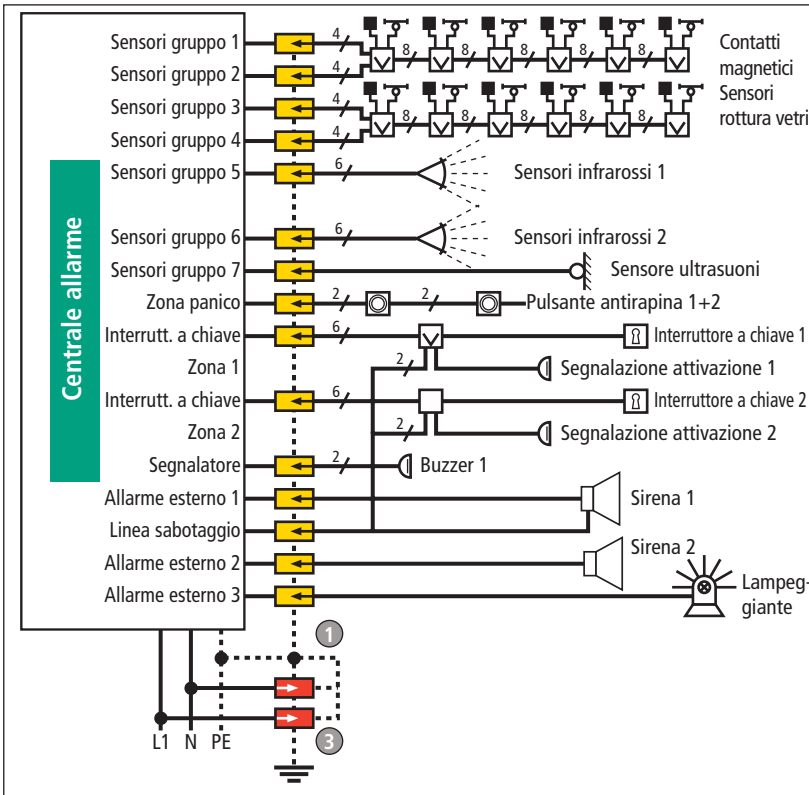 Centrale allarme
Sensori gruppo 1
4
8 8 8 8 8
Contatti
magnetici
Sensori gruppo 2
4
Sensori gruppo 3
4
8 8 8 8 8
Sensori
rottura vetri
Sensori gruppo 4
4
Sensori gruppo 5
6
Sensori infrarossi 1
Sensori gruppo 6
6
Sensori infrarossi 2
Sensori gruppo 7
Sensore ultrasuoni
Zona panico
2 2
Pulsante antirapina 1+2
Interrutt. a chiave
6
Interruttore a chiave 1
Zona 1
2
Segnalazione attivazione 1
Interrutt. a chiave
6
Interruttore a chiave 2
Zona 2
2
Segnalazione attivazione 2
Segnalatore
2
Buzzer 1
Allarme esterno 1
Sirena 1
Linea sabotaggio
Allarme esterno 2
Sirena 2
Allarme esterno 3
Lampeg-
giante
1
3
L1 N PE